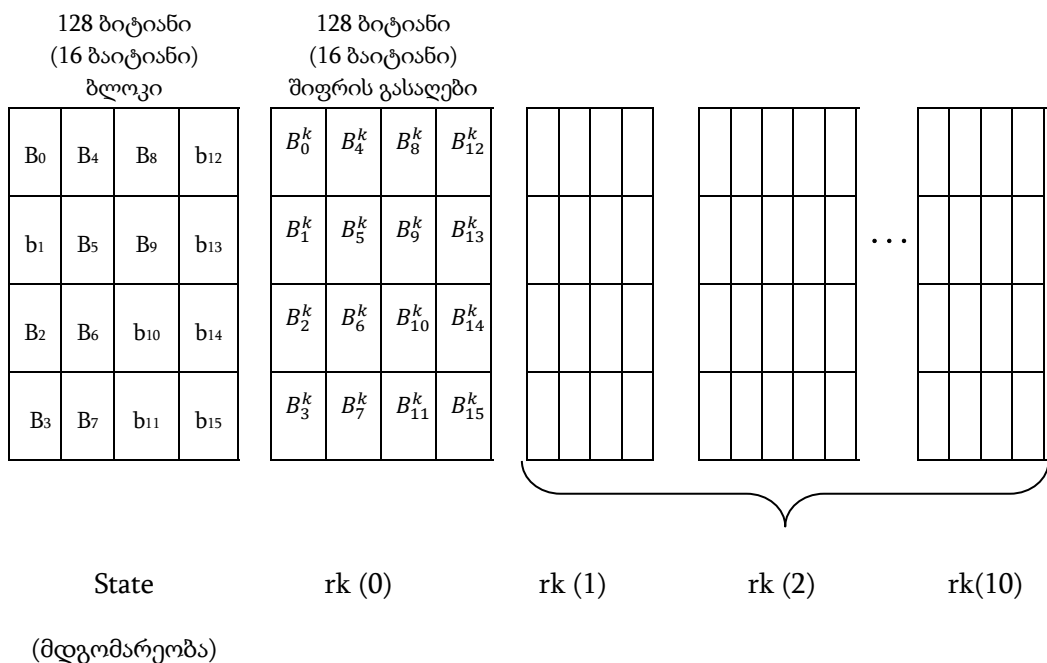 128 ბიტიანი
(16 ბაიტიანი)
ბლოკი
128 ბიტიანი
(16 ბაიტიანი)
შიფრის გასაღები
B₀ B₄ B₈ b₁₂
b₁ B₅ B₉ b₁₃
B₂ B₆ b₁₀ b₁₄
B₃ B₇ b₁₁ b₁₅
B₀ᵏ B₄ᵏ B₈ᵏ B₁₂ᵏ
B₁ᵏ B₅ᵏ B₉ᵏ B₁₃ᵏ
B₂ᵏ B₆ᵏ B₁₀ᵏ B₁₄ᵏ
B₃ᵏ B₇ᵏ B₁₁ᵏ B₁₅ᵏ
...
State rk (0) rk (1) rk (2) rk(10)
(მდგომარეობა)